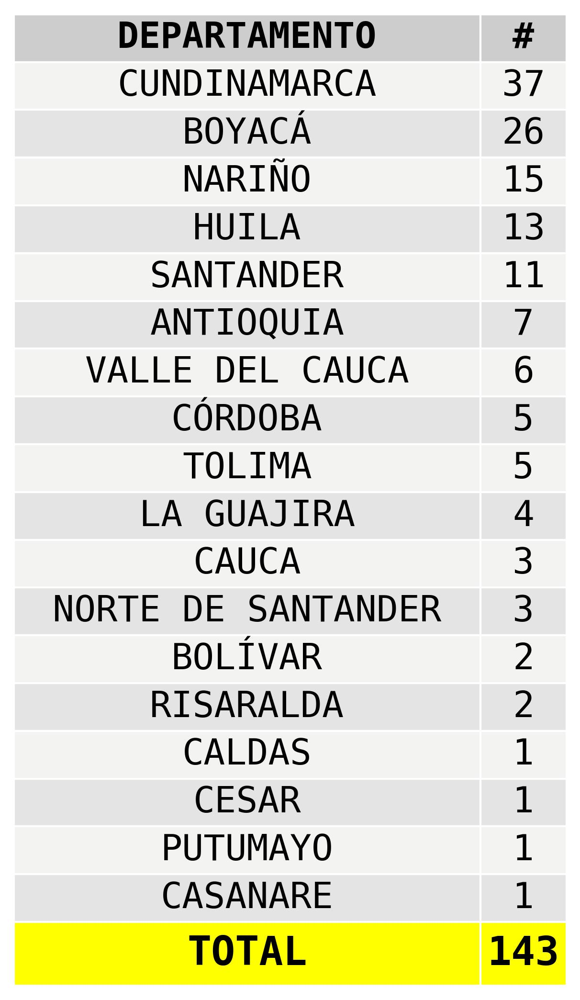 DEPARTAMENTO #
CUNDINAMARCA 37
BOYACÁ 26
NARIÑO 15
HUILA 13
SANTANDER 11
ANTIOQUIA 7
VALLE DEL CAUCA 6
CÓRDOBA 5
TOLIMA 5
LA GUAJIRA 4
CAUCA 3
NORTE DE SANTANDER 3
BOLÍVAR 2
RISARALDA 2
CALDAS 1
CESAR 1
PUTUMAYO 1
CASANARE 1
TOTAL 143